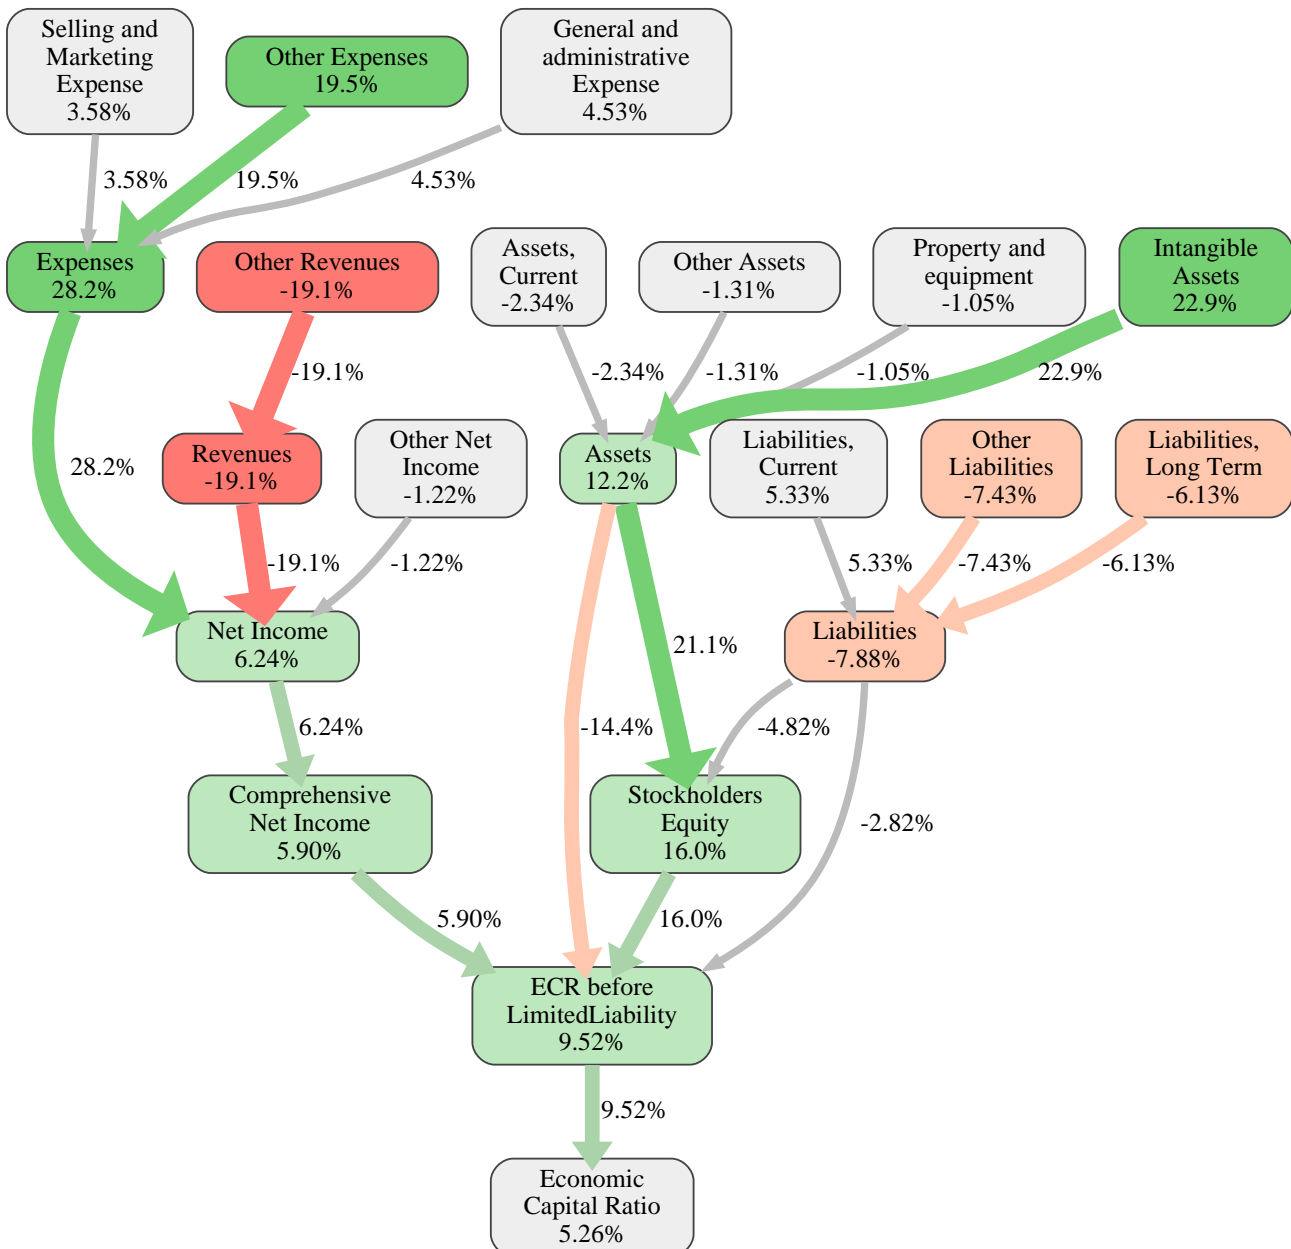 Selling and
Marketing
Expense
3.58%
Other Expenses
19.5%
General and
administrative
Expense
4.53%
3.58%
19.5%
4.53%
Expenses
28.2%
Other Revenues
-19.1%
Assets,
Current
-2.34%
Other Assets
-1.31%
Property and
equipment
-1.05%
Intangible
Assets
22.9%
-19.1%
-2.34%
-1.31%
-1.05%
22.9%
28.2%
Revenues
-19.1%
Other Net
Income
-1.22%
Assets
12.2%
Liabilities,
Current
5.33%
Other
Liabilities
-7.43%
Liabilities,
Long Term
-6.13%
-19.1%
-1.22%
5.33%
-7.43%
-6.13%
Net Income
6.24%
21.1%
Liabilities
-7.88%
6.24%
-14.4%
-4.82%
Comprehensive
Net Income
5.90%
Stockholders
Equity
16.0%
-2.82%
5.90%
16.0%
ECR before
LimitedLiability
9.52%
9.52%
Economic
Capital Ratio
5.26%